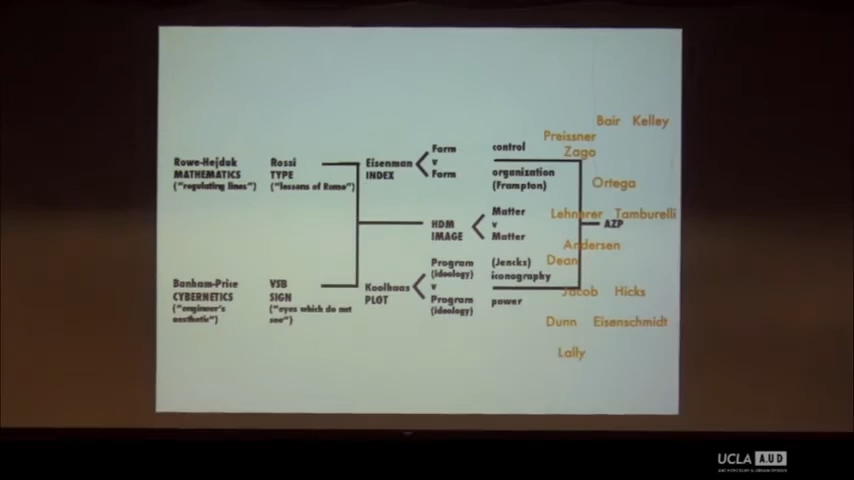 Bair Kelley
Preissner
Zago
Ortega
Lehnerer Tamburelli
Andersen
Dean
Jacob Hicks
Dunn Eisenschmidt
Lally
Rowe-Hejduk
MATHEMATICS
("regulating lines")
Rossi
TYPE
("lessons of Rome")
Eisenman
INDEX
Form
v
Form
control
organization
(Frampton)
HDM
IMAGE
Matter
v
Matter
AZP
Banham-Price
CYBERNETICS
("engineer's
aesthetic")
VSB
SIGN
("eyes which do not
see")
Koolhaas
PLOT
Program
(ideology)
v
Program
(ideology)
(Jencks)
iconography
power
UCLA A.UD